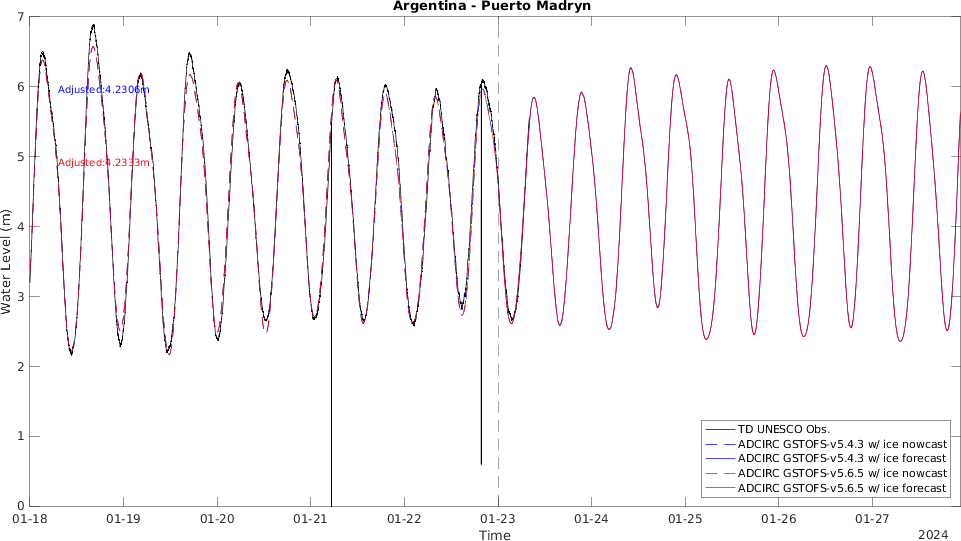 Argentina - Puerto Madryn
7
6
5
4
3
2
1
0
Water Level (m)
Adjusted:4.2306m
Adjusted:4.2333m
TD UNESCO Obs.
ADCIRC GSTOFS-v5.4.3 w/ ice nowcast
ADCIRC GSTOFS-v5.4.3 w/ ice forecast
ADCIRC GSTOFS-v5.6.5 w/ ice nowcast
ADCIRC GSTOFS-v5.6.5 w/ ice forecast
01-18 01-19 01-20 01-21 01-22 01-23 01-24 01-25 01-26 01-27
Time
2024